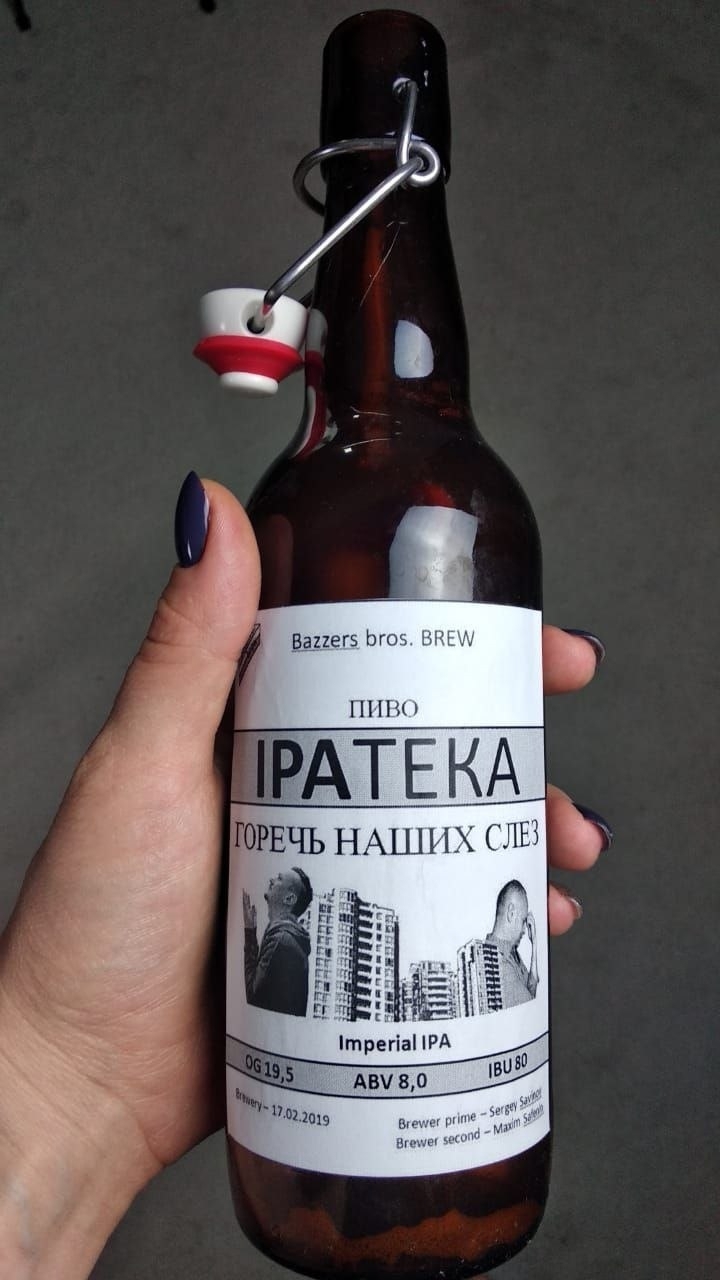 Bazzers bros. BREW
ПИВО
IPATEKA
ГОРЕЧЬ НАШИХ СЛЕЗ
Imperial IPA
OG 19,5 ABV 8,0 IBU 80
Brewery – 17.02.2019
Brewer prime – Sergey Savinov
Brewer second – Maxim